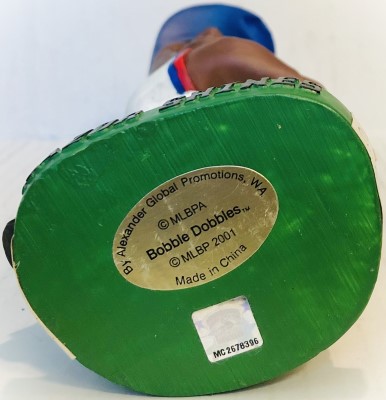 By Alexander Global Promotions, WA
© MLBPA
Bobble Dobbles™
© MLBP 2001
Made in China
MC2678396